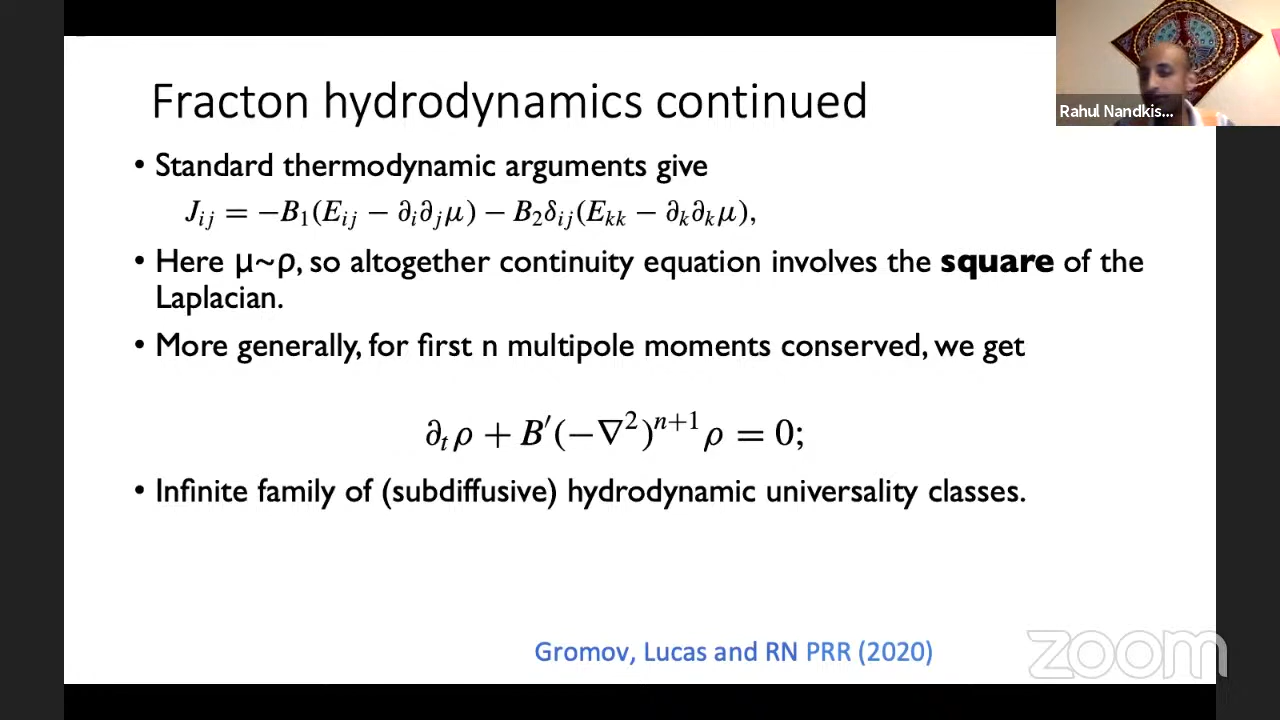 Fracton hydrodynamics continued
Rahul Nandkis...
• Standard thermodynamic arguments give
J_{ij} = −B_1(E_{ij} − ∂_i∂_jμ) − B_2δ_{ij}(E_{kk} − ∂_k∂_kμ),
• Here μ~ρ, so altogether continuity equation involves the square of the
Laplacian.
• More generally, for first n multipole moments conserved, we get
∂_tρ + B′(−∇²)^{n+1}ρ = 0;
• Infinite family of (subdiffusive) hydrodynamic universality classes.
Gromov, Lucas and RN PRR (2020)
zoom